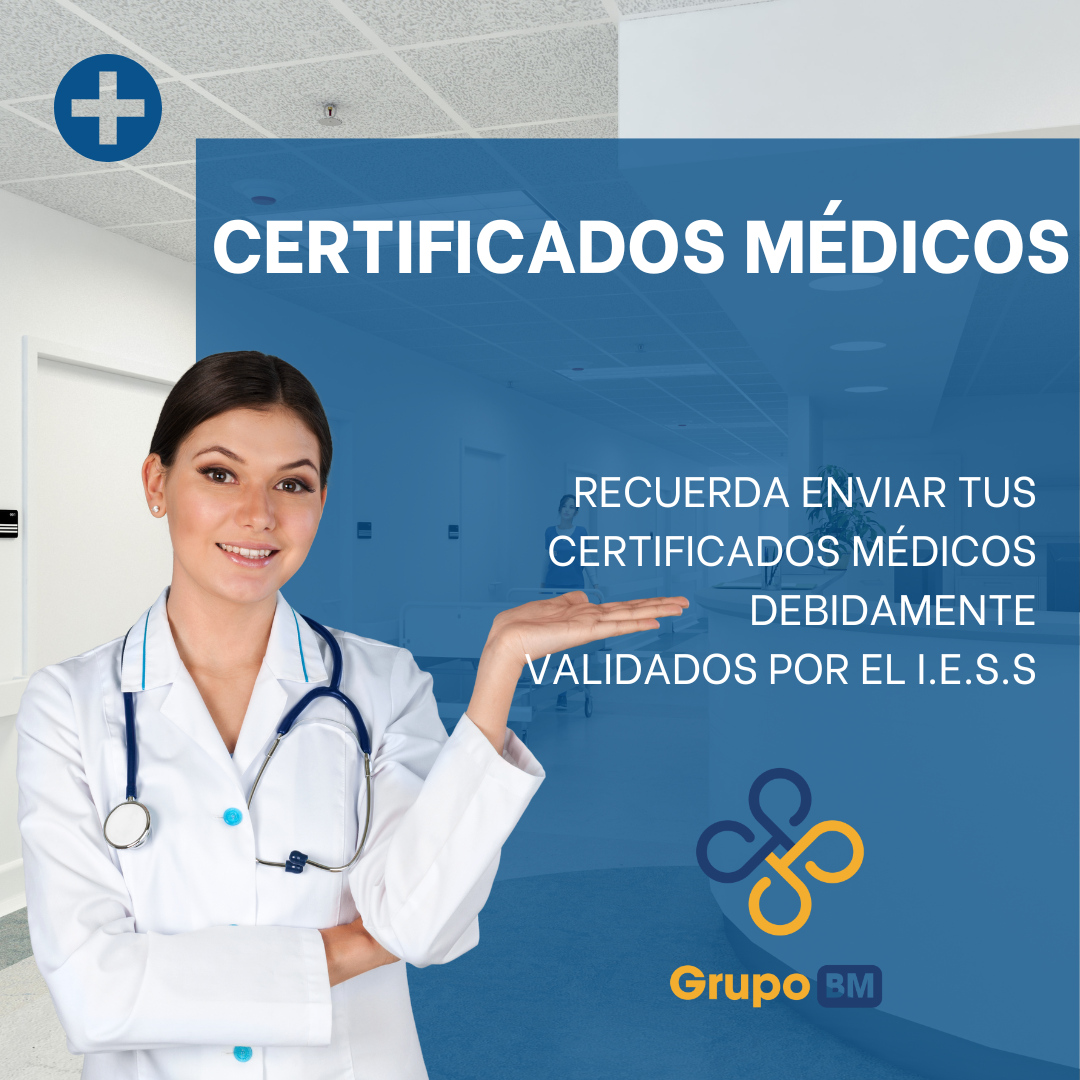 CERTIFICADOS MÉDICOS
RECUERDA ENVIAR TUS
CERTIFICADOS MÉDICOS
DEBIDAMENTE
VALIDADOS POR EL I.E.S.S
Grupo BM